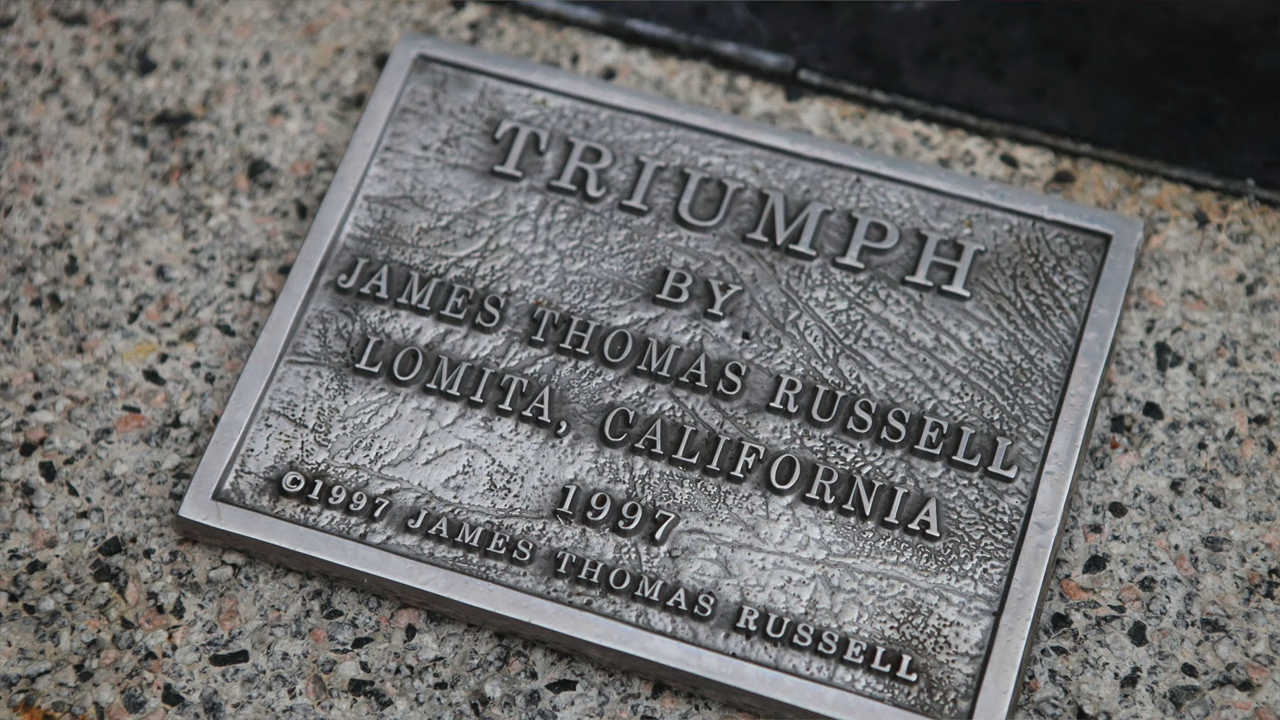 TRIUMPH
BY
JAMES THOMAS RUSSELL
LOMITA, CALIFORNIA
1997
©1997 JAMES THOMAS RUSSELL